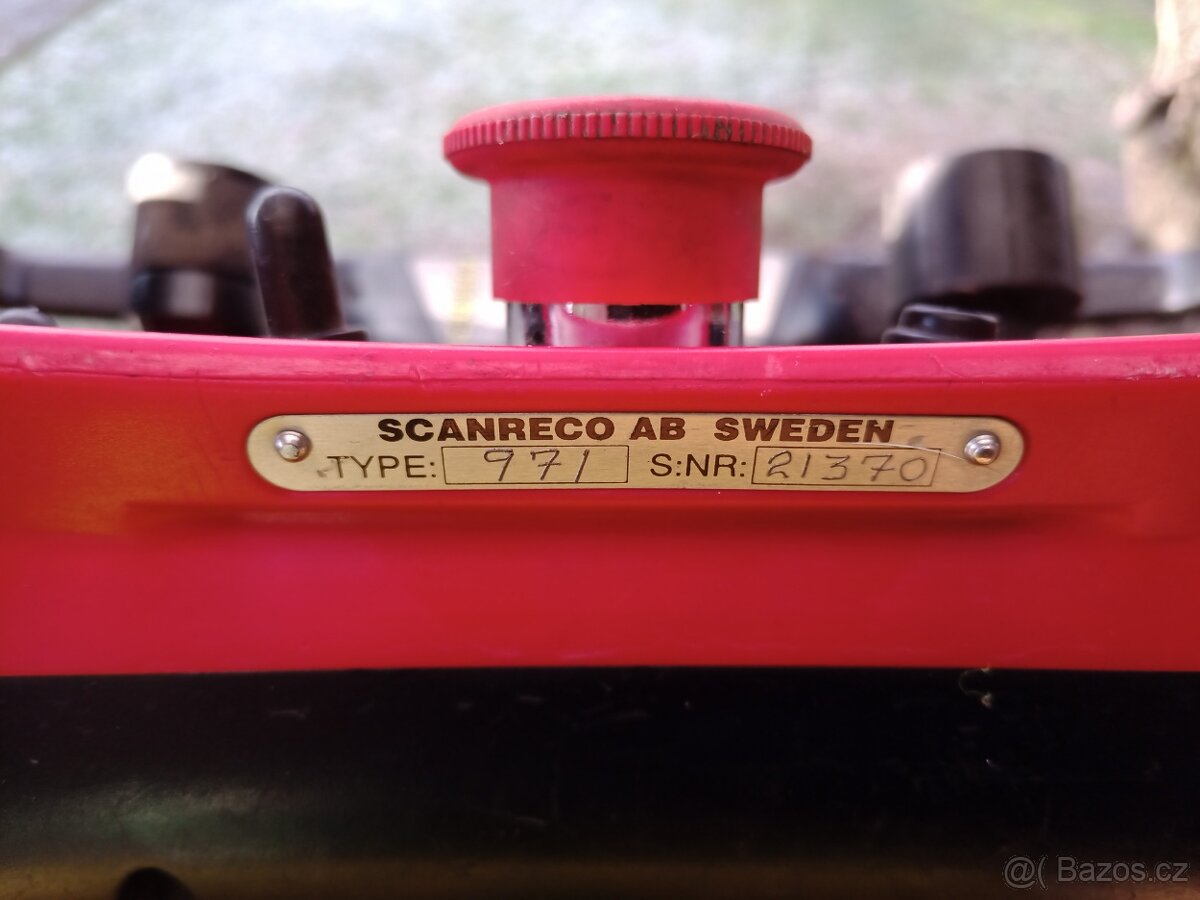 SCANRECO AB SWEDEN
TYPE: 971 S:NR: 21370
@( Bazos.cz